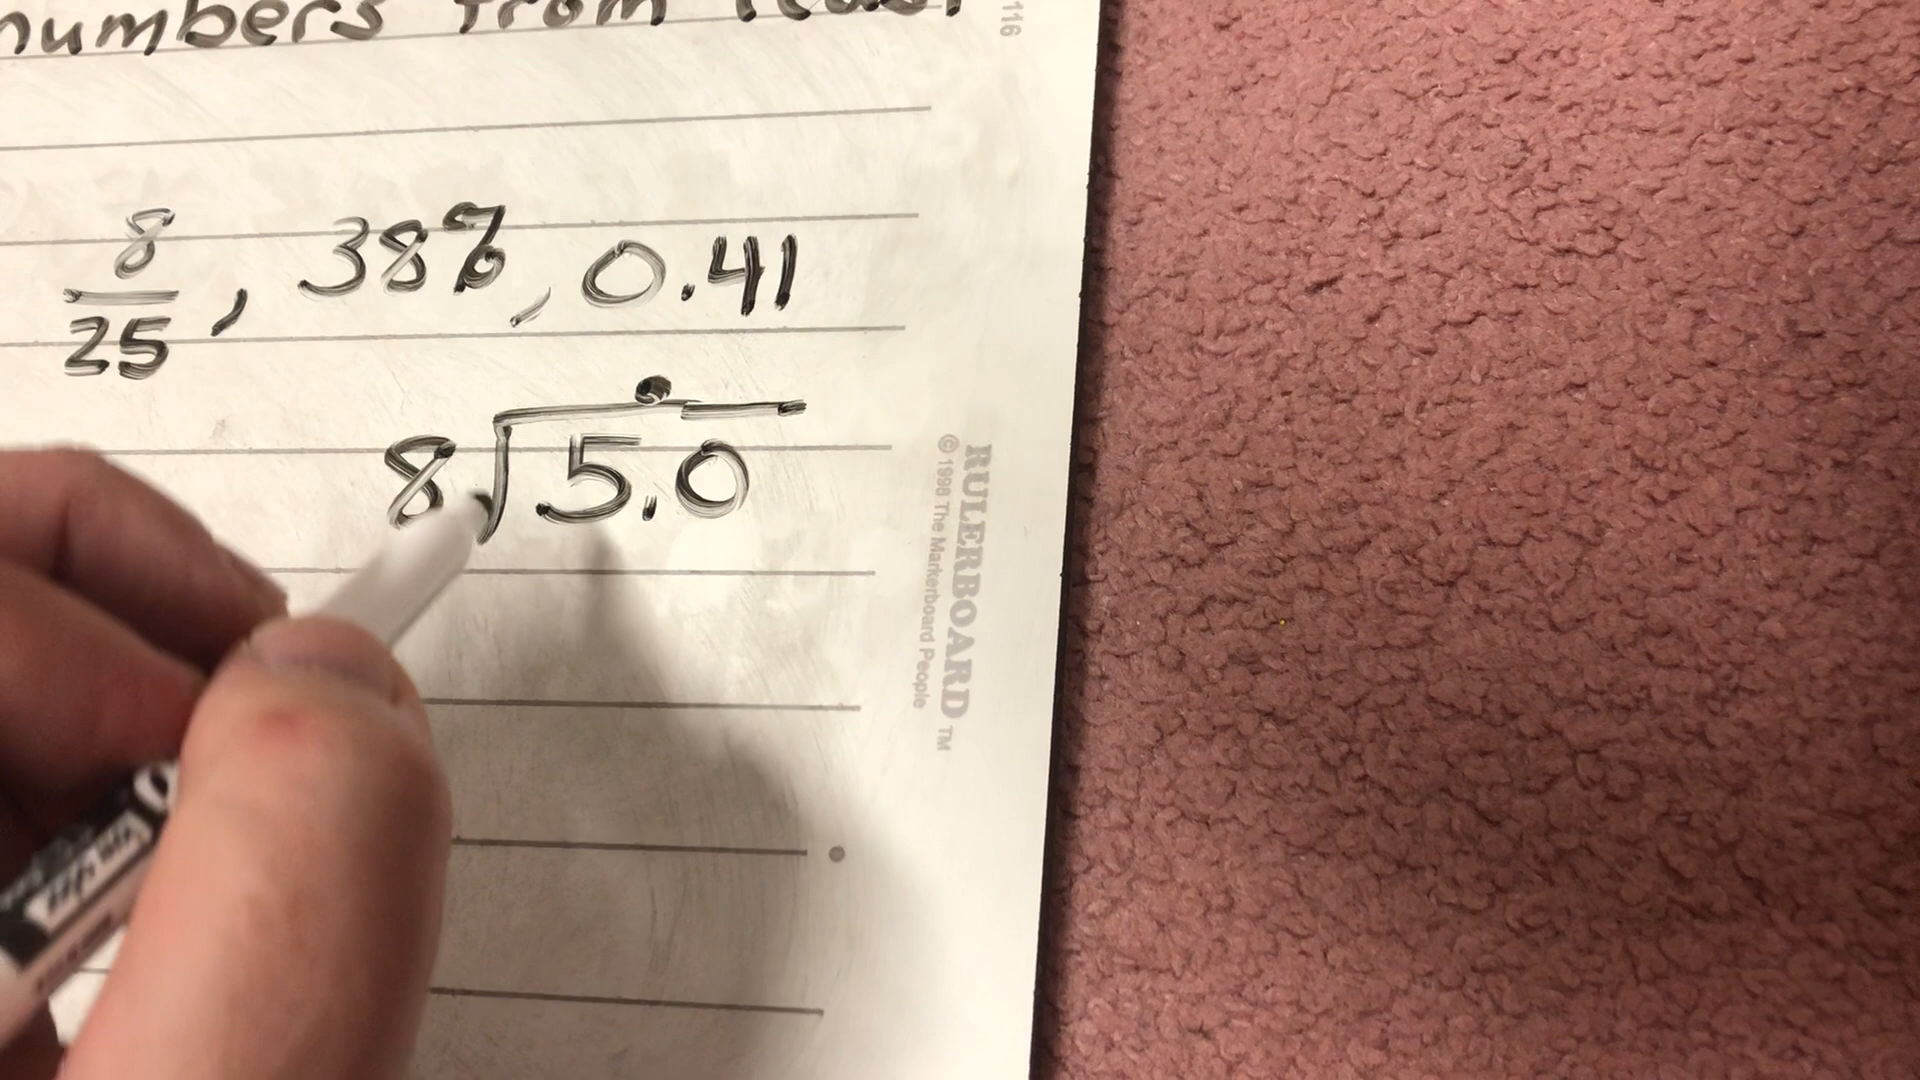 numbers from least
8/25, 38%, 0.41
8√5.0
116
RULERBOARD TM
© 1998 The Markerboard People